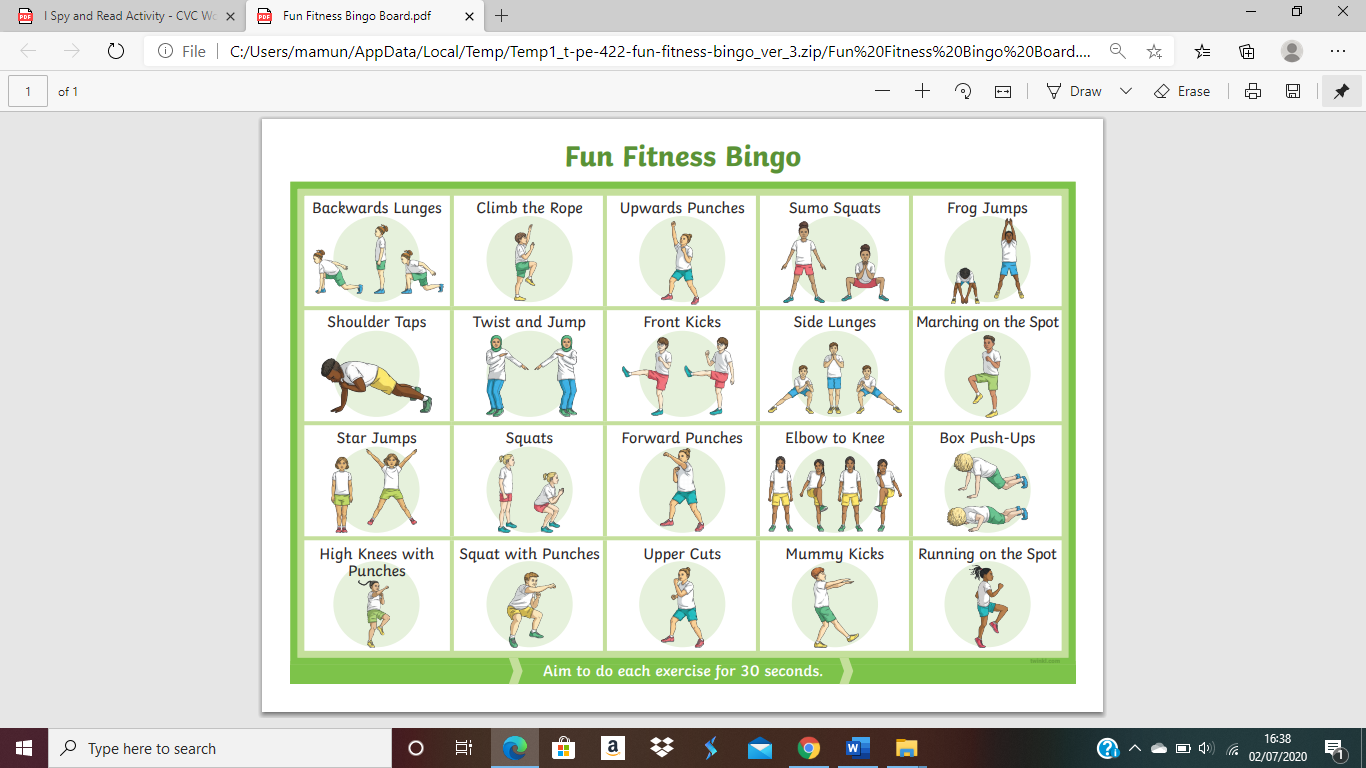 I Spy and Read Activity - CVC Wo
Fun Fitness Bingo Board.pdf
File
C:/Users/mamun/AppData/Local/Temp/Temp1_t-pe-422-fun-fitness-bingo_ver_3.zip/Fun%20Fitness%20Bingo%20Board....
1 of 1
Draw
Erase
Fun Fitness Bingo
Backwards Lunges
Climb the Rope
Upwards Punches
Sumo Squats
Frog Jumps
Shoulder Taps
Twist and Jump
Front Kicks
Side Lunges
Marching on the Spot
Star Jumps
Squats
Forward Punches
Elbow to Knee
Box Push-Ups
High Knees with
Punches
Squat with Punches
Upper Cuts
Mummy Kicks
Running on the Spot
Aim to do each exercise for 30 seconds.
Type here to search
16:38
02/07/2020
1